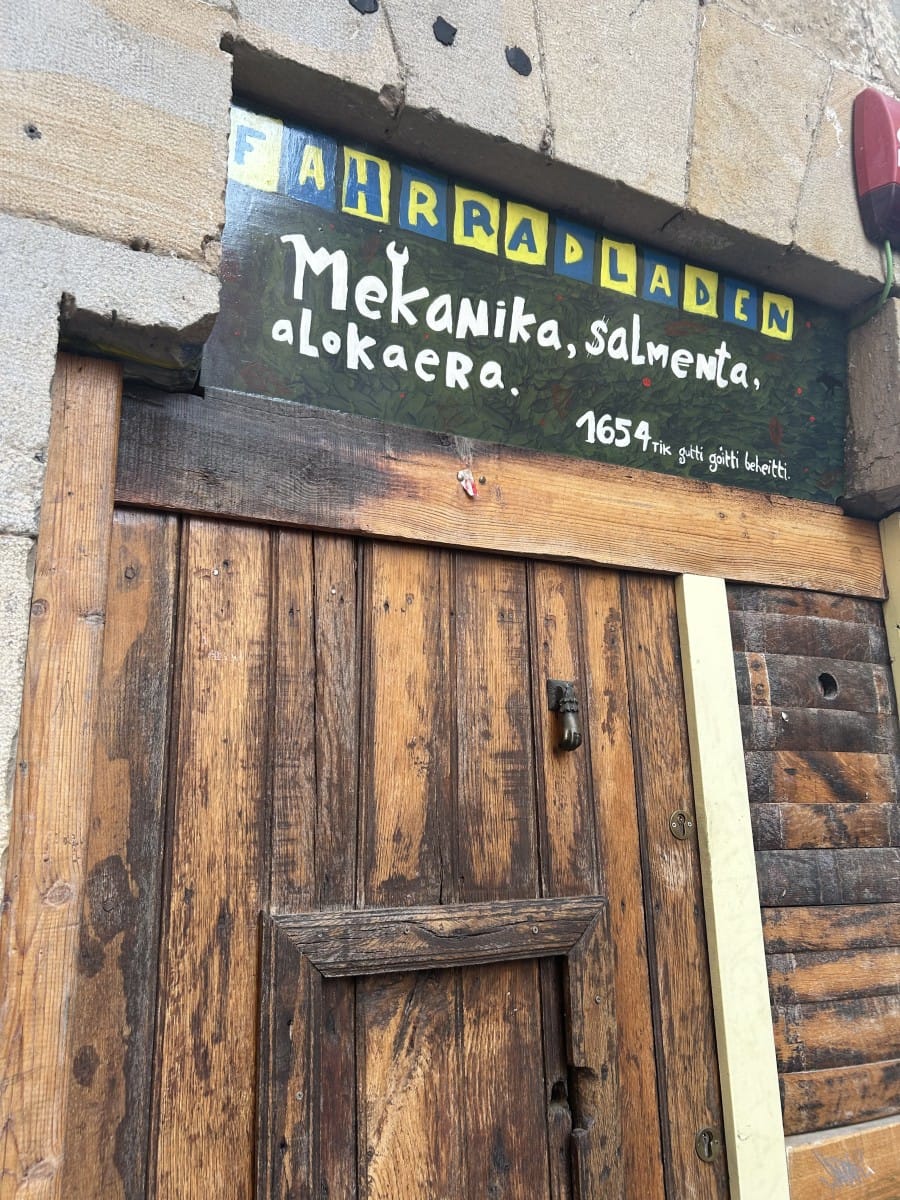 FAHRRADLADEN
Mekanika, salmenta,
alokaera.
1654TIK gutti goitti beheitti.